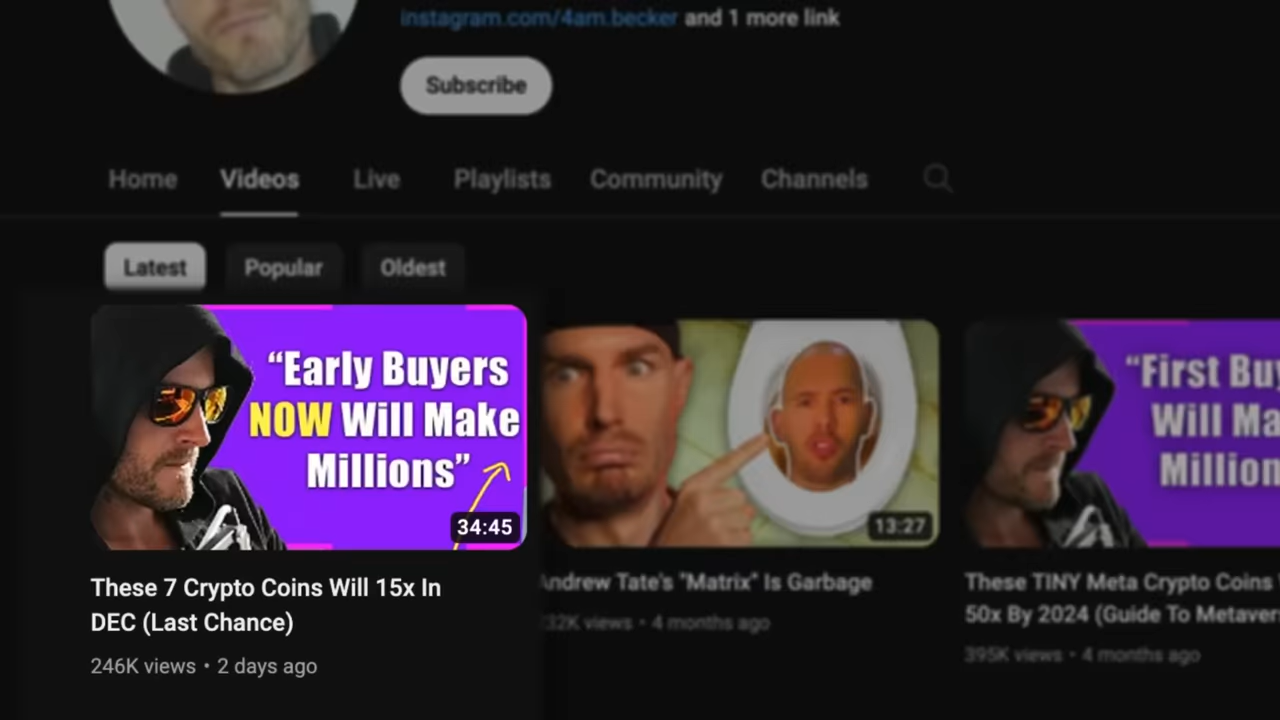 instagram.com/4am.becker and 1 more link
Subscribe
Home Videos Live Playlists Community Channels
Latest Popular Oldest
“Early Buyers
NOW Will Make
Millions”
34:45
These 7 Crypto Coins Will 15x In
DEC (Last Chance)
246K views • 2 days ago
13:27
Andrew Tate's "Matrix" Is Garbage
32K views • 4 months ago
“First Buy
Will Ma
Million
These TINY Meta Crypto Coins
50x By 2024 (Guide To Metaver
395K views • 4 months ago